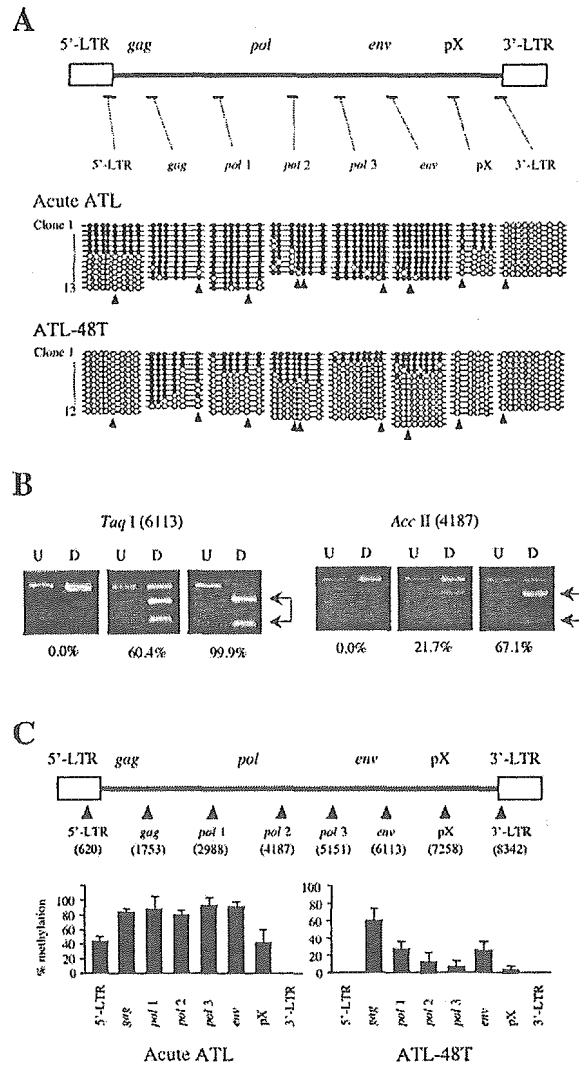 A
5'-LTR gag pol env pX 3'-LTR
5'-LTR gag pol 1 pol 2 pol 3 env pX 3'-LTR
Acute ATL
Clone 1
13
ATL-48T
Clone 1
12
B
Taq I (6113) Acc II (4187)
U D U D U D U D U D U D
0.0% 60.4% 99.9% 0.0% 21.7% 67.1%
C
5'-LTR gag pol env pX 3'-LTR
5'-LTR gag pol 1 pol 2 pol 3 env pX 3'-LTR
(620) (1753) (2988) (4187) (5151) (6113) (7258) (8342)
% methylation
100
80
60
40
20
0
5'-LTR gag pol 1 pol 2 pol 3 env pX 3'-LTR
Acute ATL
100
80
60
40
20
0
5'-LTR gag pol 1 pol 2 pol 3 env pX 3'-LTR
ATL-48T